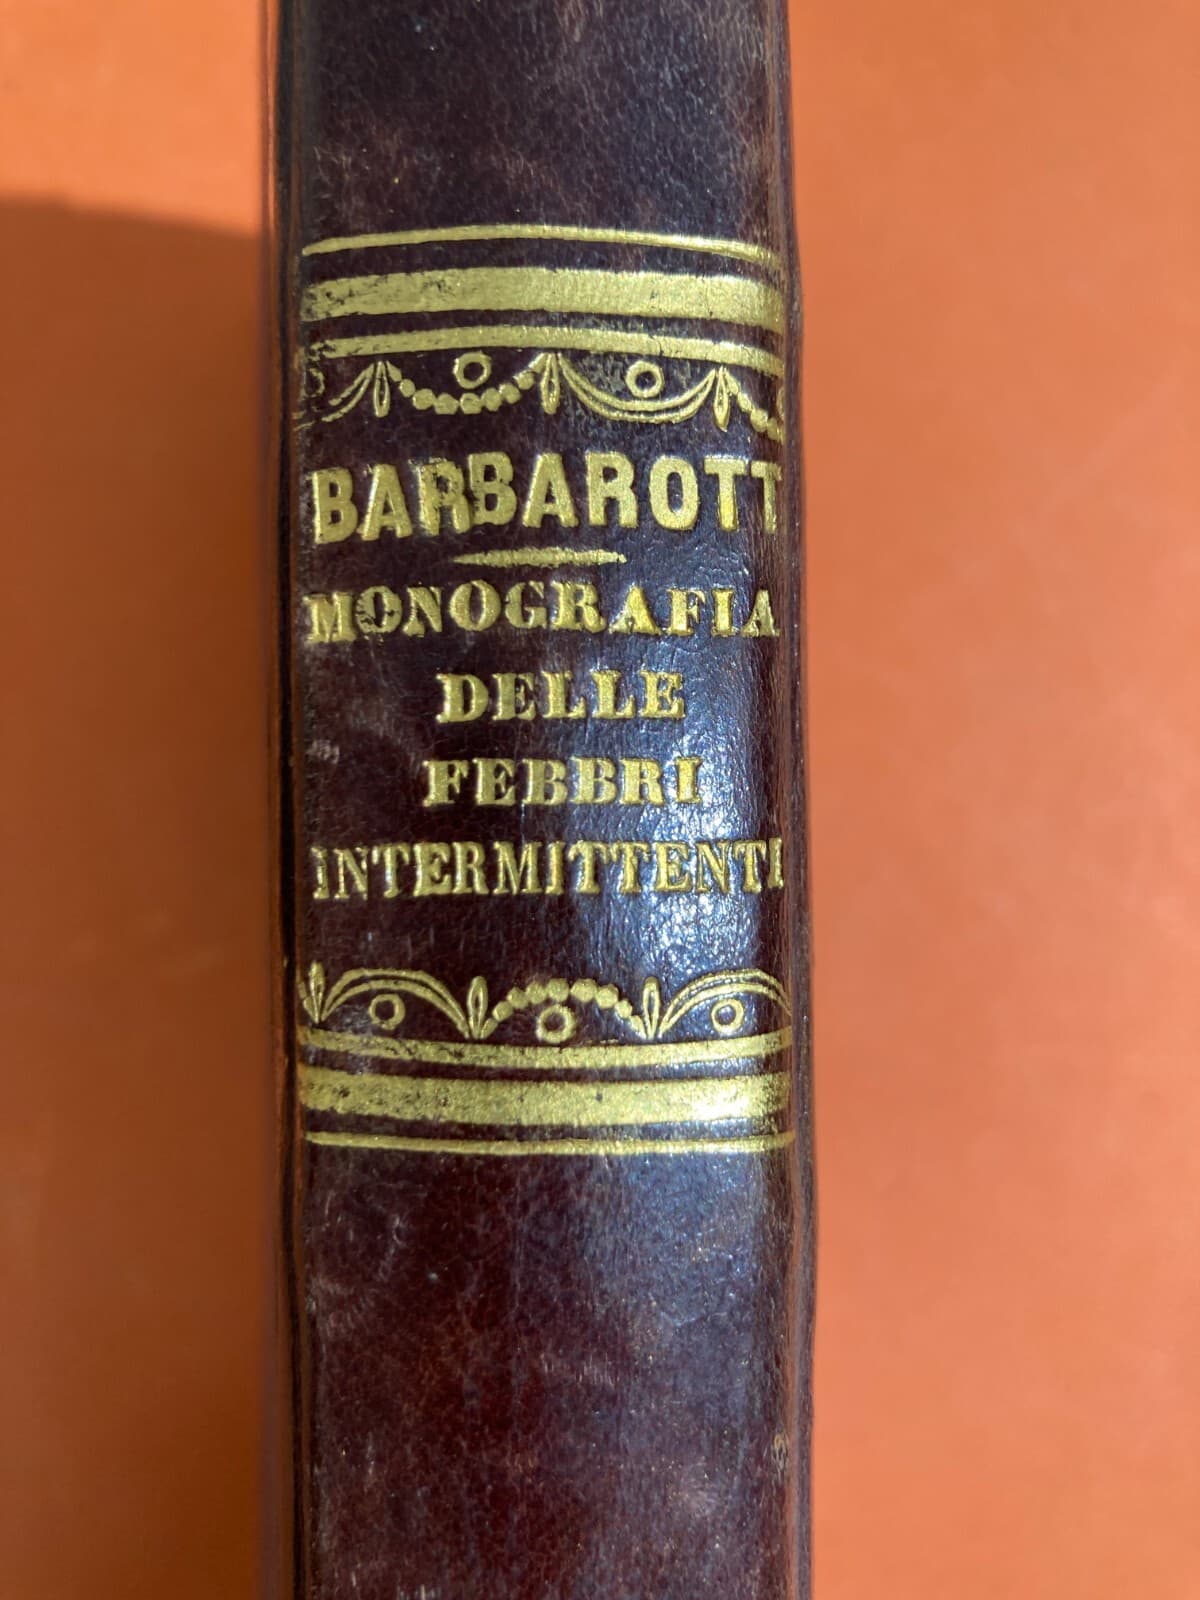 BARBAROTT
MONOGRAFIA
DELLE
FEBBRI
INTERMITTENTI